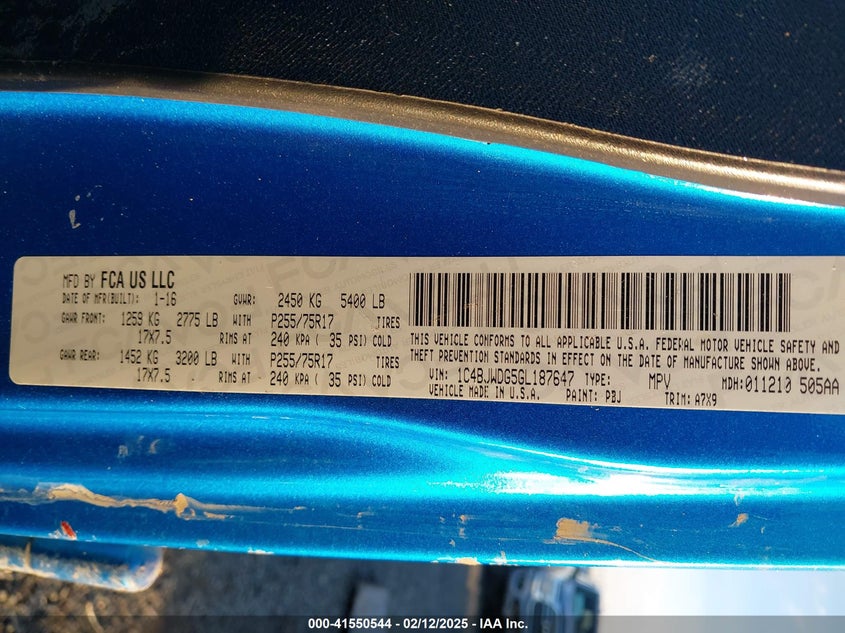 MFD BY FCA US LLC
DATE OF MFR(BUILT): 1-16 GVWR: 2450 KG 5400 LB
GAWR FRONT: 1259 KG 2775 LB WITH P255/75R17 TIRES
17X7.5 RIMS AT 240 KPA ( 35 PSI) COLD
GAWR REAR: 1452 KG 3200 LB WITH P255/75R17 TIRES
17X7.5 RIMS AT 240 KPA ( 35 PSI) COLD
THIS VEHICLE CONFORMS TO ALL APPLICABLE U.S.A. FEDERAL MOTOR VEHICLE SAFETY AND
THEFT PREVENTION STANDARDS IN EFFECT ON THE DATE OF MANUFACTURE SHOWN ABOVE.
VIN: 1C4BJWDG5GL187647 TYPE: MPV MDH:011210 505AA
VEHICLE MADE IN U.S.A. PAINT: PBJ TRIM: A7X9
000-41550544 - 02/12/2025 - IAA Inc.